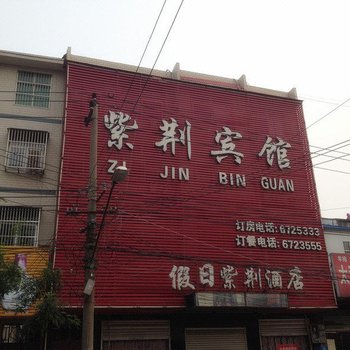 紫荆宾馆
ZI JIN BIN GUAN
订房电话:6725333
订餐电话:6723555
假日紫荆酒店